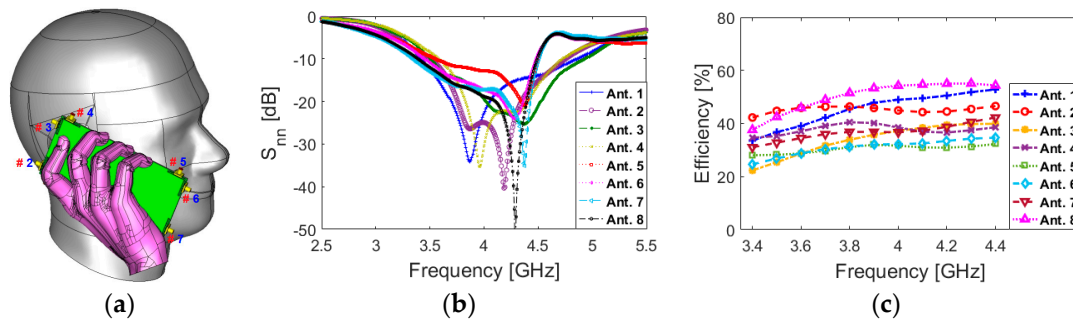 # 4
# 3
# 2
# 5
# 6
# 7
(a)
0
-10
-20
-30
-40
-50
S_nn [dB]
2.5 3 3.5 4 4.5 5 5.5
Frequency [GHz]
Ant. 1
Ant. 2
Ant. 3
Ant. 4
Ant. 5
Ant. 6
Ant. 7
Ant. 8
(b)
80
60
40
20
0
Efficiency [%]
3.4 3.6 3.8 4 4.2 4.4
Frequency [GHz]
Ant. 1
Ant. 2
Ant. 3
Ant. 4
Ant. 5
Ant. 6
Ant. 7
Ant. 8
(c)